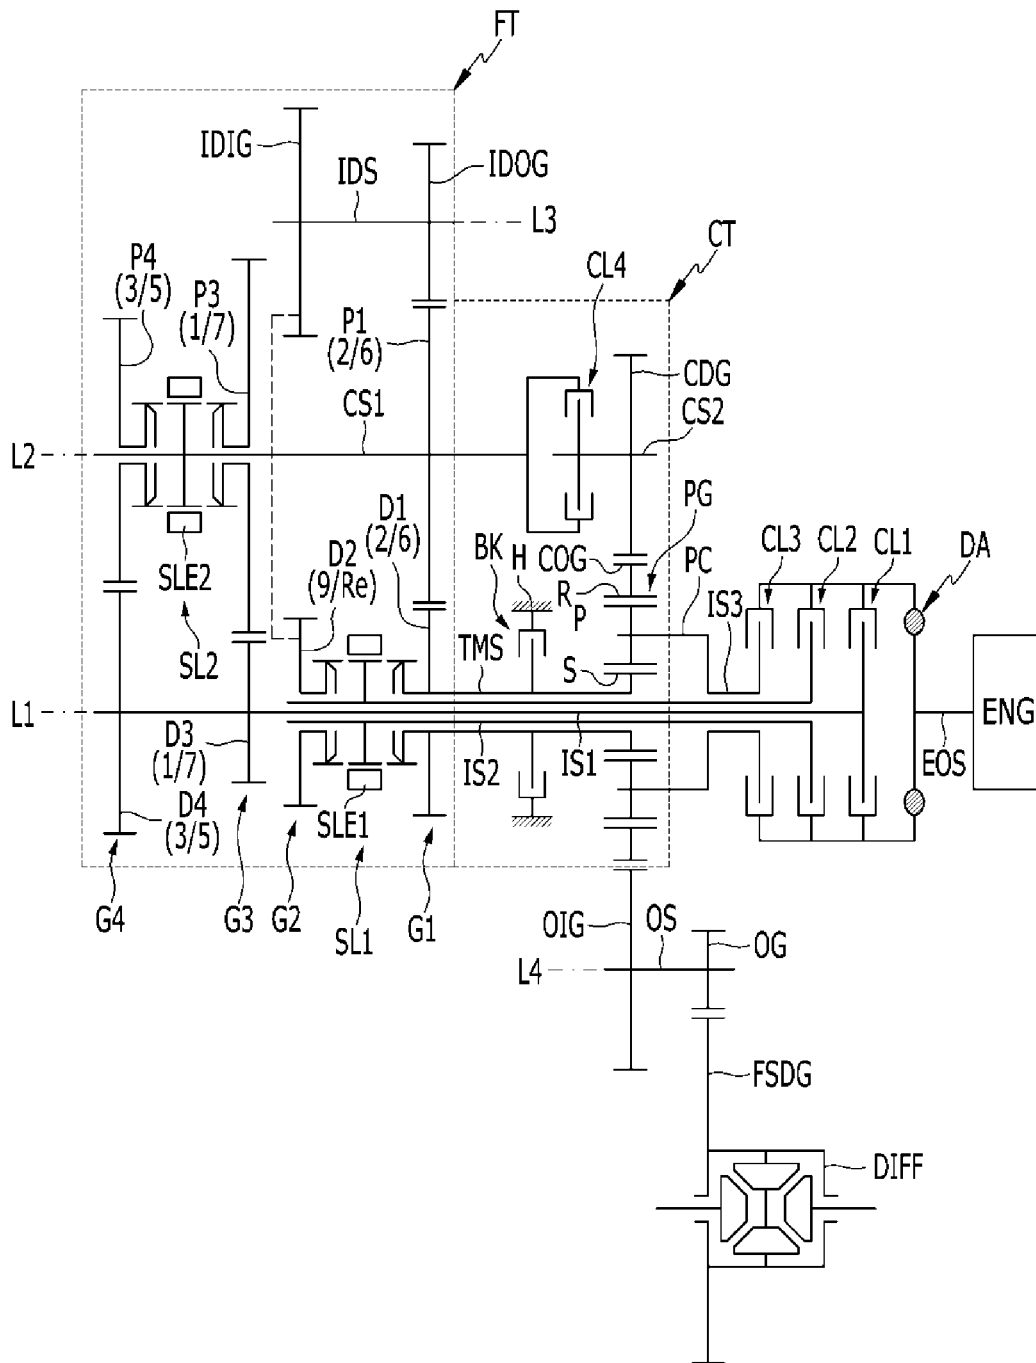 FT
IDIG
IDS
IDOG
L3
CT
P4
(3/5)
P3
(1/7)
P1
(2/6)
CL4
CDG
CS1
CS2
L2
D1
(2/6)
D2
(9/Re)
BK
H
COG
PG
PC
R
P
S
CL3
CL2
CL1
DA
IS3
SLE2
SL2
TMS
L1
ENG
D3
(1/7)
D4
(3/5)
IS2
IS1
EOS
SLE1
G4
G3
G2
SL1
G1
OIG
OS
OG
L4
FSDG
DIFF